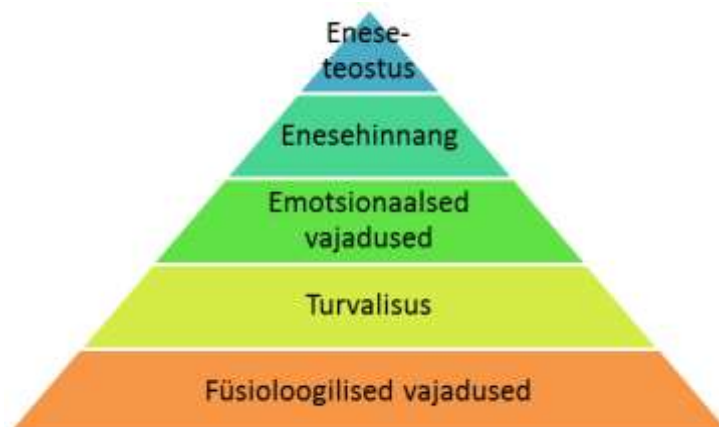 Enese-
teostus
Enesehinnang
Emotsionaalsed
vajadused
Turvalisus
Füsioloogilised vajadused